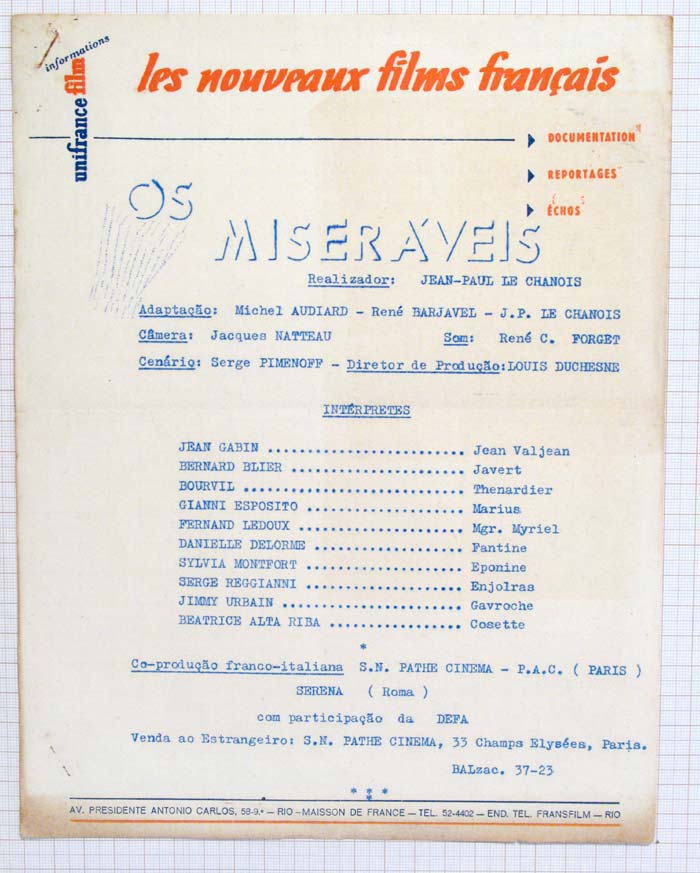 informations
unifrance film
les nouveaux films français
DOCUMENTATION
REPORTAGES
ÉCHOS
OS
MISERÁVEIS
Realizador: JEAN-PAUL LE CHANOIS
Adaptação: Michel AUDIARD - René BARJAVEL - J.P. LE CHANOIS
Câmera: Jacques NATTEAU Som: René C. FORGET
Cenário: Serge PIMENOFF - Diretor de Produção:LOUIS DUCHESNE
INTÉRPRETES
JEAN GABIN ........................ Jean Valjean
BERNARD BLIER ...................... Javert
BOURVIL ........................... Thenardier
GIANNI ESPOSITO .................... Marius
FERNAND LEDOUX ..................... Mgr. Myriel
DANIELLE DELORME .................. Fantine
SYLVIA MONTFORT .................... Eponine
SERGE REGGIANNI ................... Enjolras
JIMMY URBAIN ...................... Gavroche
BEATRICE ALTA RIBA ................ Cosette
*
Co-produção franco-italiana S.N. PATHE CINEMA - P.A.C. ( PARIS )
SERENA ( Roma )
com participação da DEFA
Venda ao Estrangeiro: S.N. PATHE CINEMA, 33 Champs Elysées, Paris.
BALzac. 37-23
* * *
*
AV. PRESIDENTE ANTONIO CARLOS, 58-9.º — RIO - MAISSON DE FRANCE — TEL. 52-4402 — END. TEL. FRANSFILM — RIO